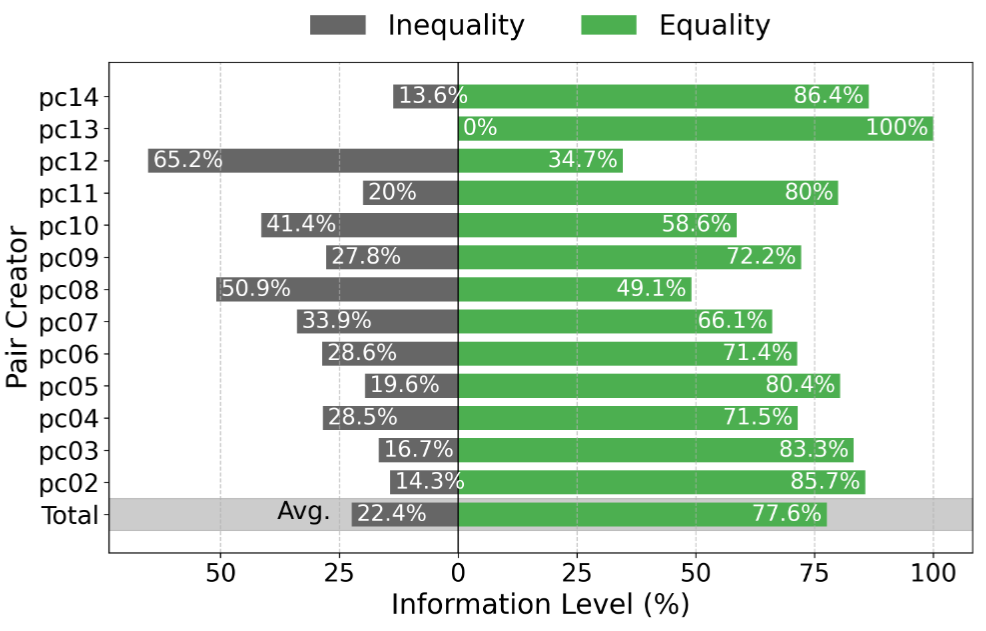 Inequality Equality
pc14 13.6% 86.4%
pc13 0% 100%
pc12 65.2% 34.7%
pc11 20% 80%
pc10 41.4% 58.6%
pc09 27.8% 72.2%
pc08 50.9% 49.1%
pc07 33.9% 66.1%
pc06 28.6% 71.4%
pc05 19.6% 80.4%
pc04 28.5% 71.5%
pc03 16.7% 83.3%
pc02 14.3% 85.7%
Total Avg. 22.4% 77.6%
50 25 0 25 50 75 100
Information Level (%)
Pair Creator